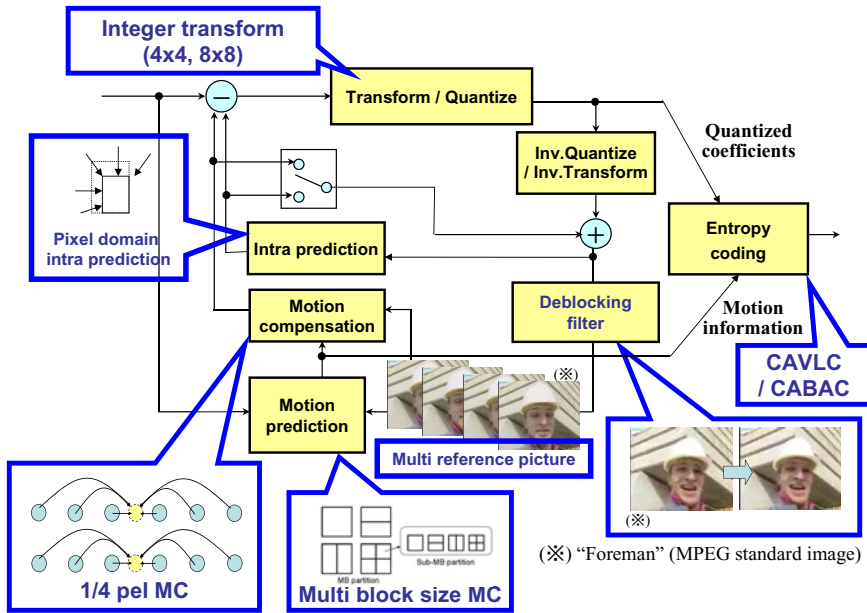 Integer transform
(4x4, 8x8)
−
Transform / Quantize
Quantized
coefficients
Inv.Quantize
/ Inv.Transform
Pixel domain
intra prediction
Intra prediction
+
Entropy
coding
Motion
compensation
Deblocking
filter
Motion
information
CAVLC
/ CABAC
(※)
Motion
prediction
Multi reference picture
(※)
MB partition
Sub-MB partition
1/4 pel MC
Multi block size MC
(※) “Foreman” (MPEG standard image)